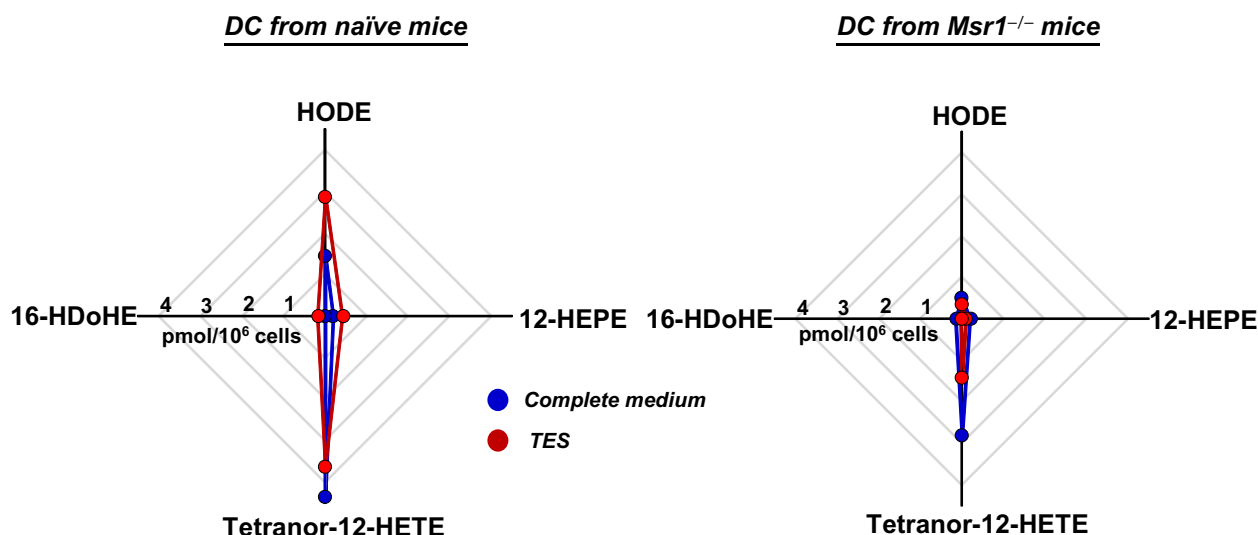 DC from naïve mice
DC from Msr1⁻/⁻ mice
HODE
HODE
16-HDoHE
4 3 2 1
12-HEPE
pmol/10⁶ cells
16-HDoHE
4 3 2 1
12-HEPE
pmol/10⁶ cells
Complete medium
TES
Tetranor-12-HETE
Tetranor-12-HETE